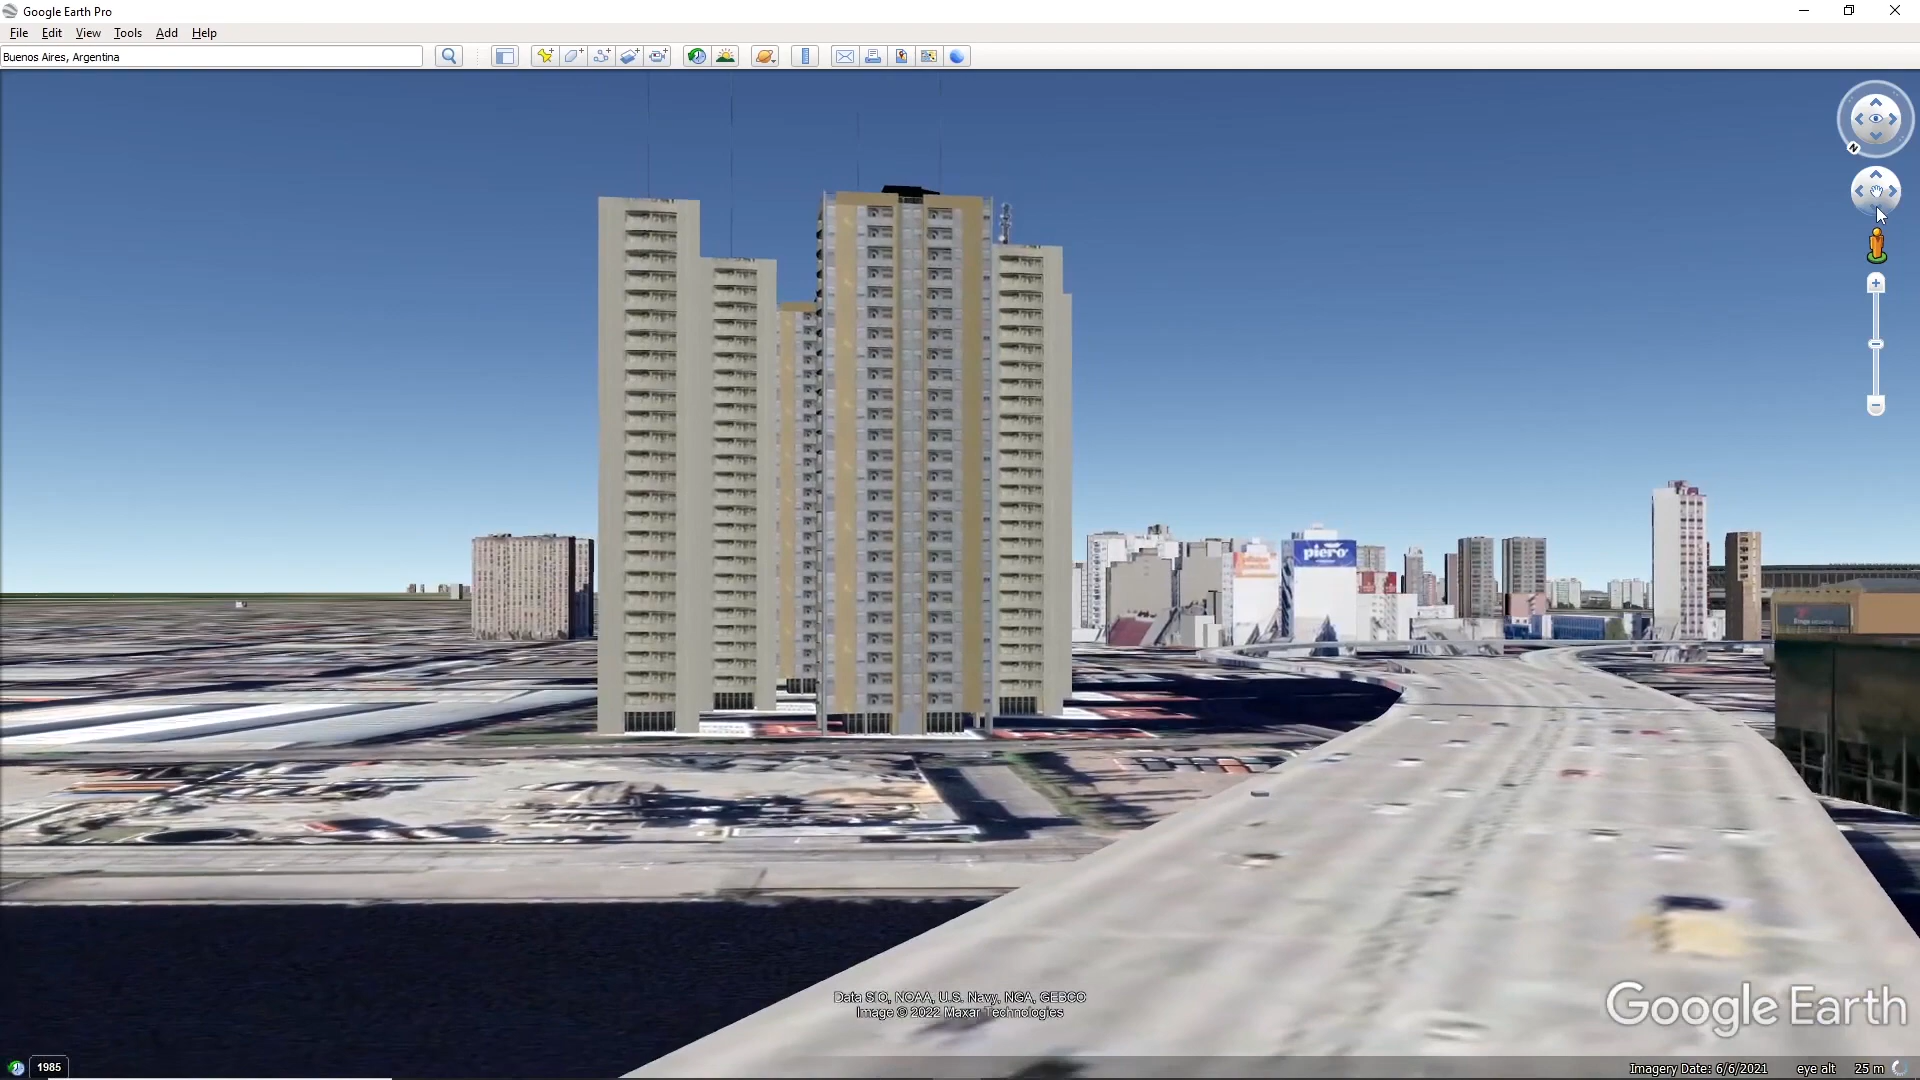 Google Earth Pro
File Edit View Tools Add Help
Buenos Aires, Argentina
N
piero
Data SIO, NOAA, U.S. Navy, NGA, GEBCO
Image © 2022 Maxar Technologies
Google Earth
1985
Imagery Date: 6/6/2021 eye alt 25 m